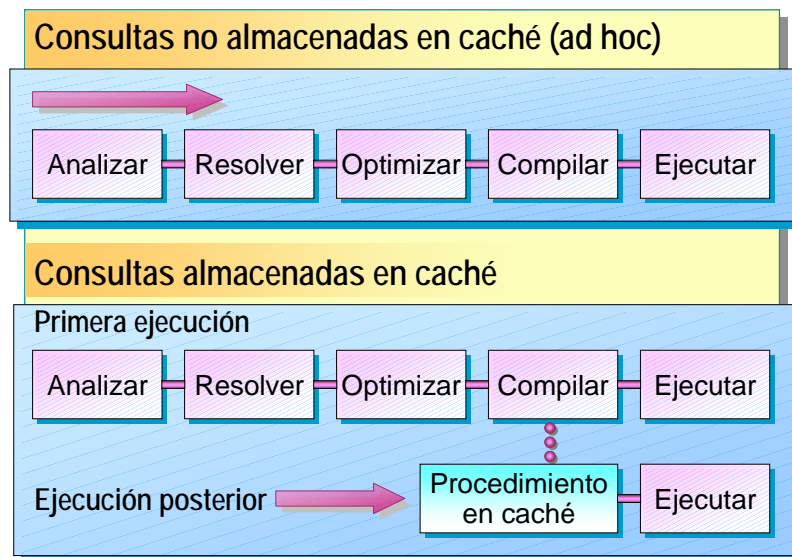 Consultas no almacenadas en caché (ad hoc)
Analizar Resolver Optimizar Compilar Ejecutar
Consultas almacenadas en caché
Primera ejecución
Analizar Resolver Optimizar Compilar Ejecutar
Ejecución posterior
Procedimiento
en caché
Ejecutar